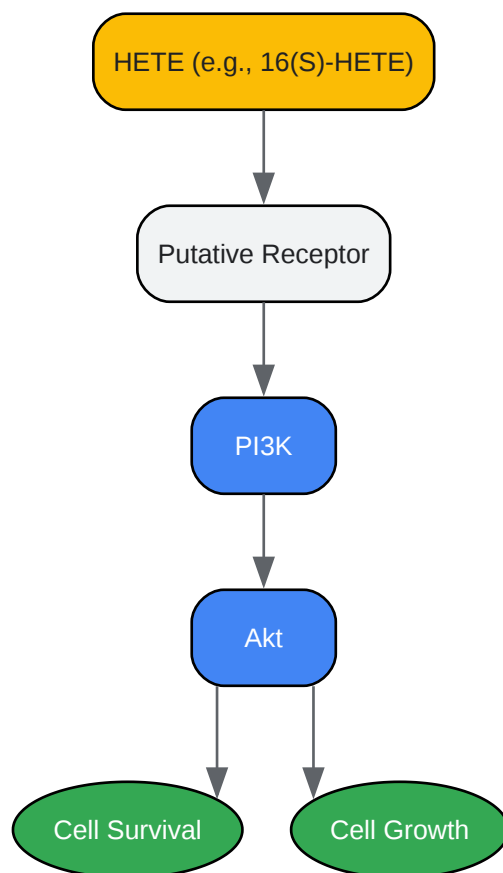 HETE (e.g., 16(S)-HETE)
Putative Receptor
PI3K
Akt
Cell Survival
Cell Growth